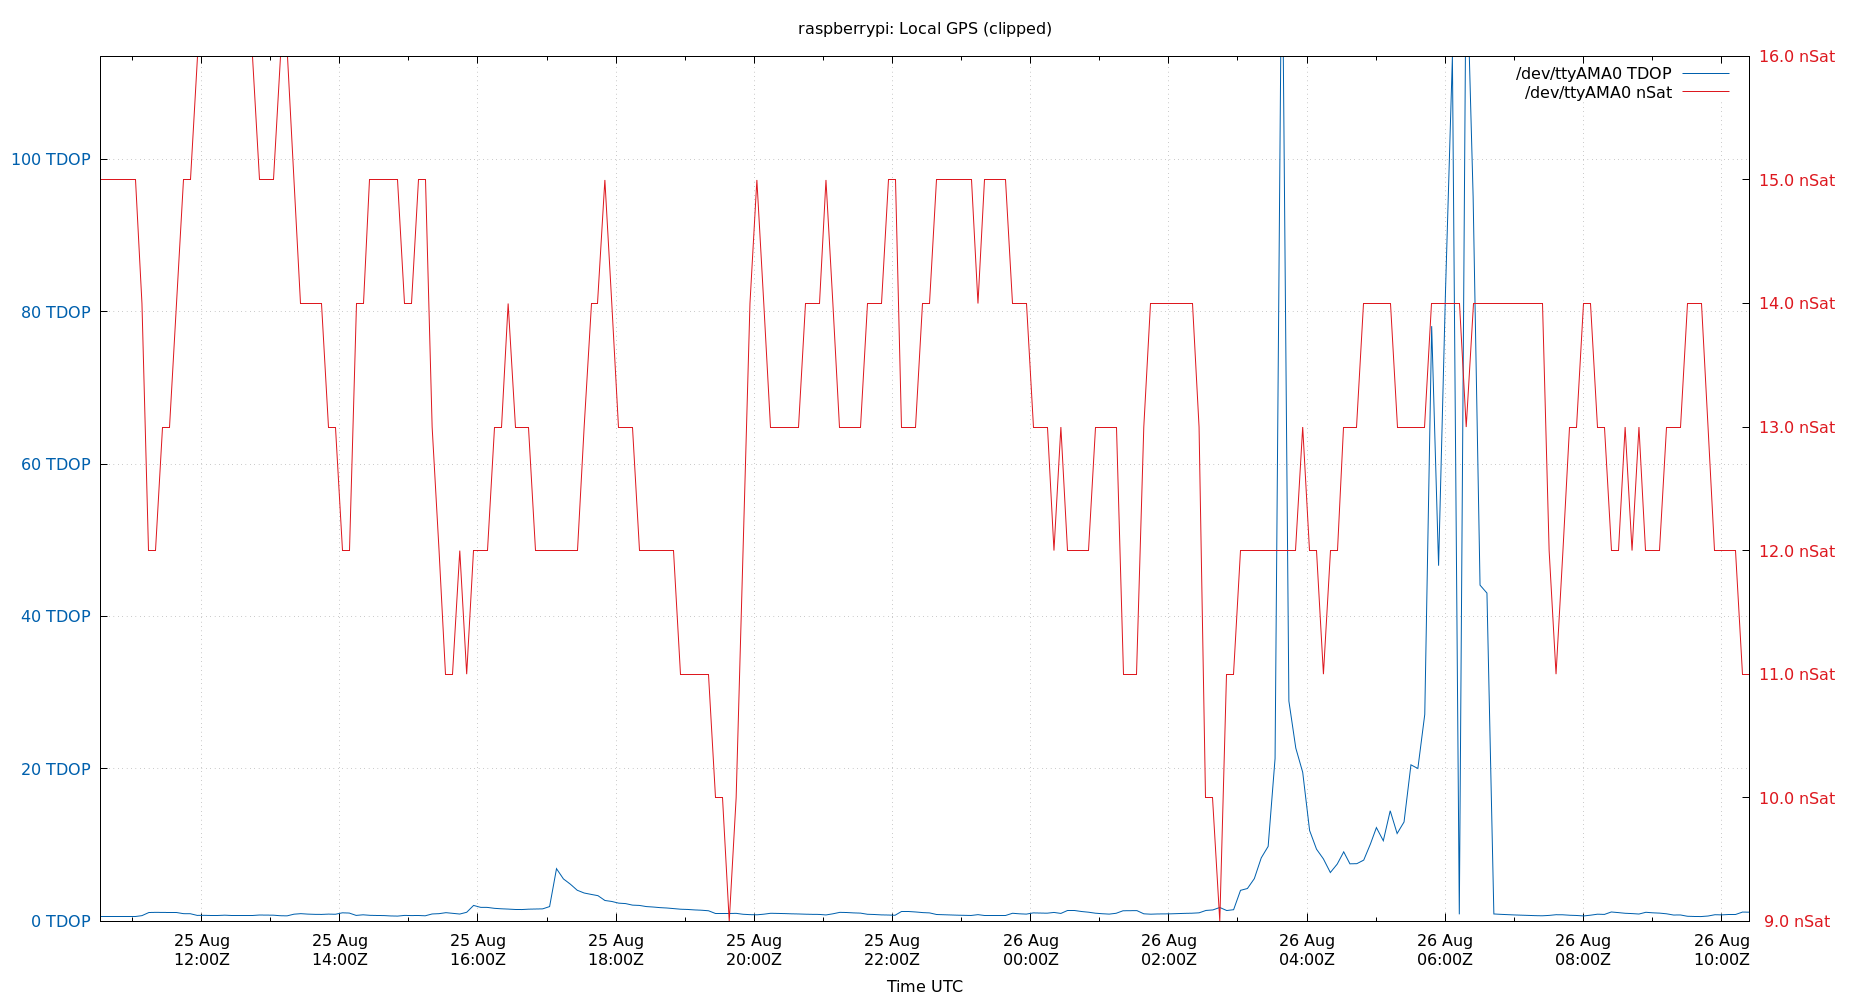 raspberrypi: Local GPS (clipped)
16.0 nSat
/dev/ttyAMA0 TDOP
/dev/ttyAMA0 nSat
100 TDOP
15.0 nSat
80 TDOP
14.0 nSat
13.0 nSat
60 TDOP
12.0 nSat
40 TDOP
11.0 nSat
20 TDOP
10.0 nSat
0 TDOP
9.0 nSat
25 Aug 25 Aug 25 Aug 25 Aug 25 Aug 25 Aug 26 Aug 26 Aug 26 Aug 26 Aug 26 Aug 26 Aug
12:00Z 14:00Z 16:00Z 18:00Z 20:00Z 22:00Z 00:00Z 02:00Z 04:00Z 06:00Z 08:00Z 10:00Z
Time UTC